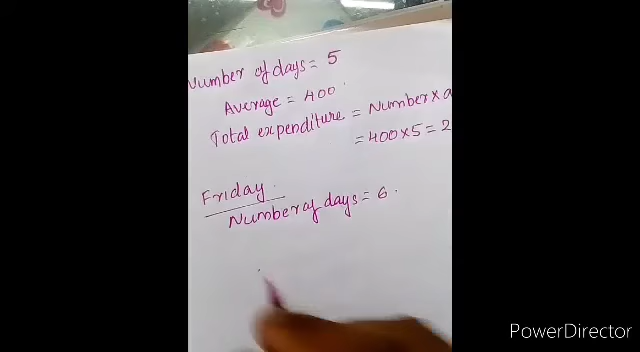 Number of days = 5
Average = 400
Total expenditure = Number x a
= 400 x 5 = 2
Friday
Number of days = 6
PowerDirector